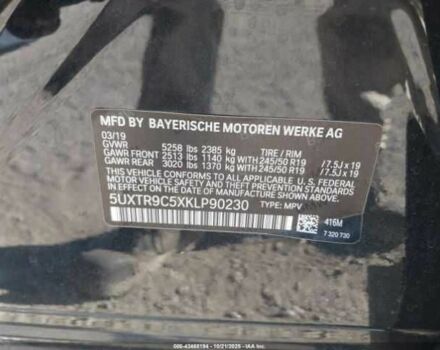 MFD BY BAYERISCHE MOTOREN WERKE AG
03/19
GVWR 5258 lbs 2385 kg TIRE / RIM
GAWR FRONT 2513 lbs 1140 kg WITH 245/50 R19 /7.5J x 19
GAWR REAR 3020 lbs 1370 kg WITH 245/50 R19 /7.5J x 19
THIS VEHICLE CONFORMS TO ALL APPLICABLE U.S. FEDERAL
MOTOR VEHICLE SAFETY, BUMPER AND THEFT PREVENTION
STANDARDS IN EFFECT ON THE DATE OF MANUFACTURE SHOWN ABOVE.
5UXTR9C5XKLP90230 TYPE: MPV
416M
7 320 730
000-43468194 - 10/21/2025 - IAA, Inc